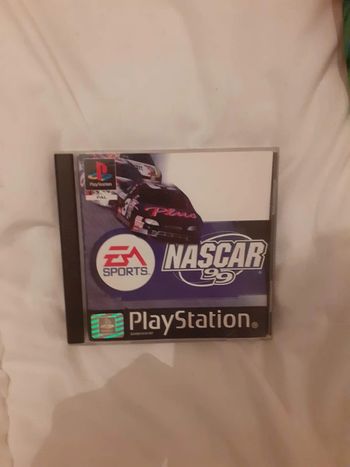 PlayStation
PAL
Plus
EA
SPORTS
NASCAR
99
PlayStation